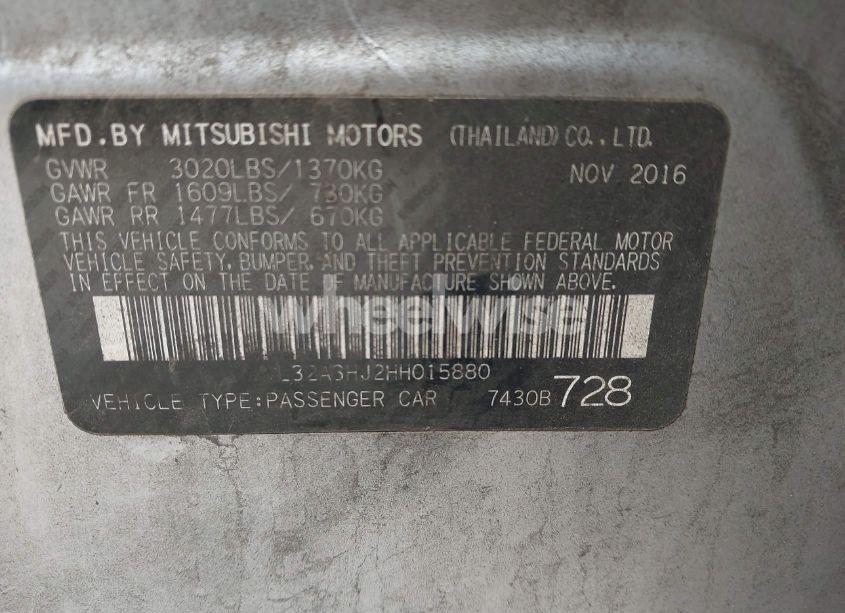 MFD.BY MITSUBISHI MOTORS (THAILAND)CO.,LTD.
GVWR 3020LBS/1370KG NOV 2016
GAWR FR 1609LBS/ 730KG
GAWR RR 1477LBS/ 670KG
THIS VEHICLE CONFORMS TO ALL APPLICABLE FEDERAL MOTOR
VEHICLE SAFETY, BUMPER, AND THEFT PREVENTION STANDARDS
IN EFFECT ON THE DATE OF MANUFACTURE SHOWN ABOVE.
wheelwise
L32A3HJ2HH015880
VEHICLE TYPE:PASSENGER CAR 7430B 728